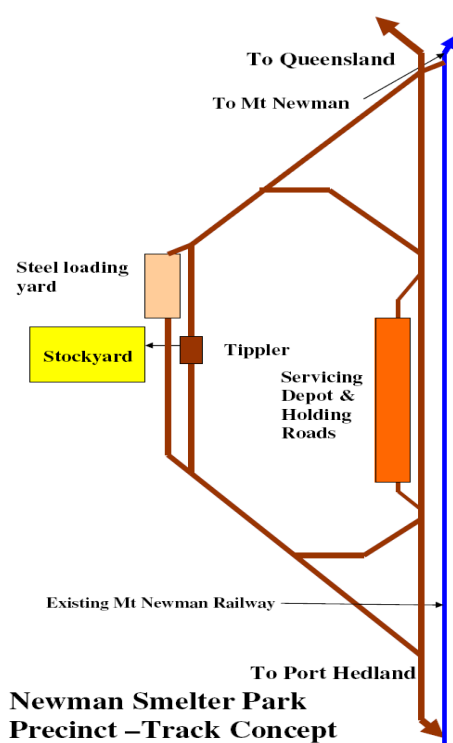 To Queensland
To Mt Newman
Steel loading
yard
Stockyard
Tippler
Servicing
Depot &
Holding
Roads
Existing Mt Newman Railway
To Port Hedland
Newman Smelter Park
Precinct –Track Concept